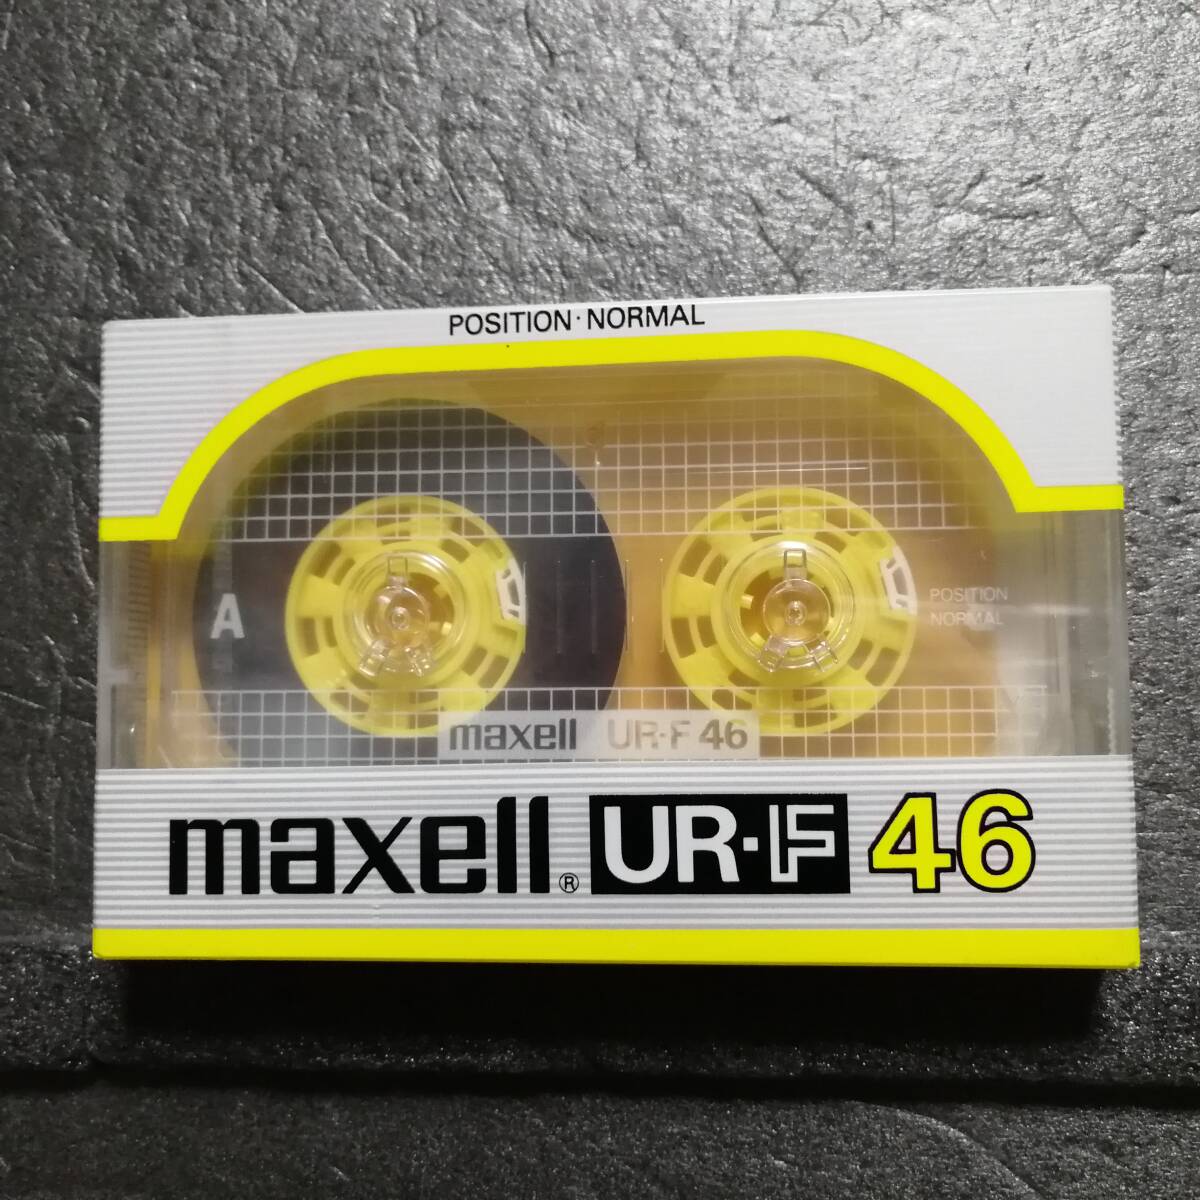 POSITION · NORMAL
A
POSITION
NORMAL
maxell UR·F 46
maxell® UR·F 46